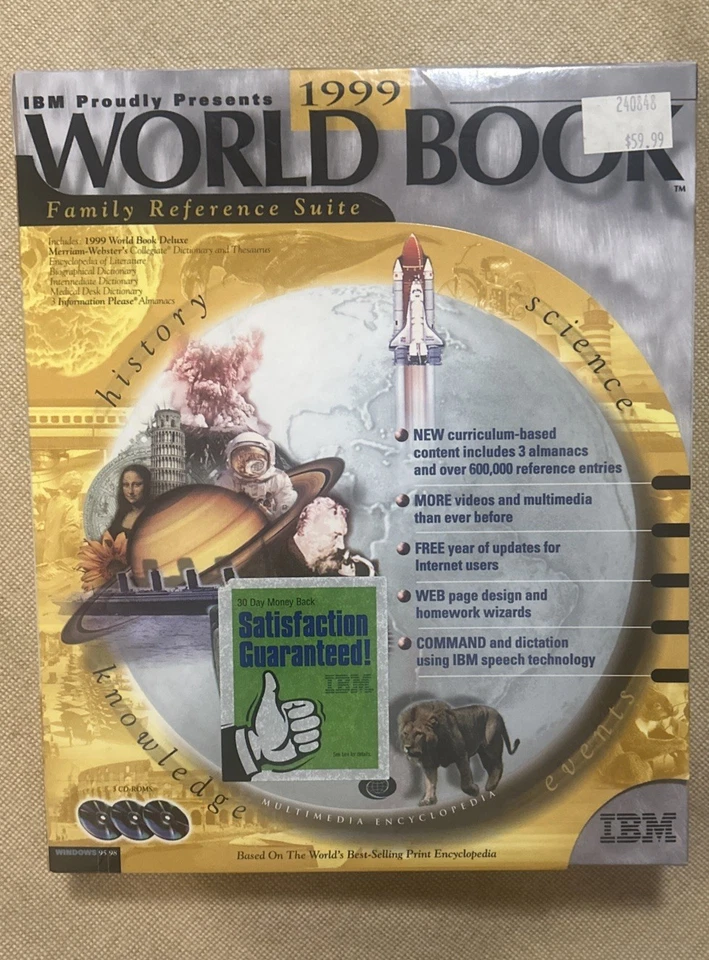 IBM Proudly Presents
1999
240848
$59.99
WORLD BOOK™
Family Reference Suite
Includes: 1999 World Book Deluxe
Merriam-Webster's Collegiate® Dictionary and Thesaurus
Encyclopedia of Literature
Biographical Dictionary
Intermediate Dictionary
Medical Desk Dictionary
3 Information Please® Almanacs
history
science
NEW curriculum-based
content includes 3 almanacs
and over 600,000 reference entries
MORE videos and multimedia
than ever before
FREE year of updates for
Internet users
WEB page design and
homework wizards
COMMAND and dictation
using IBM speech technology
30 Day Money Back
Satisfaction
Guaranteed!
IBM
knowledge
events
3 CD-ROMS
MULTIMEDIA ENCYCLOPEDIA
IBM
WINDOWS 95/98
Based On The World's Best-Selling Print Encyclopedia